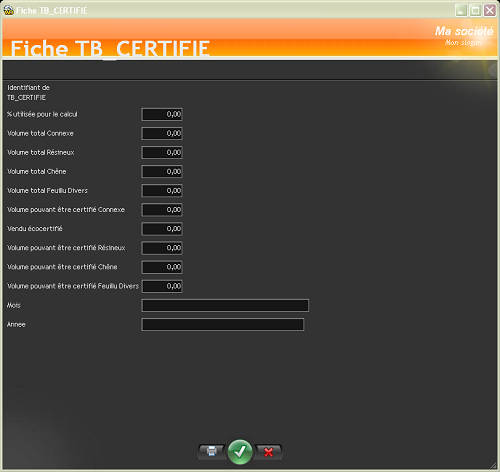 Fiche TB_CERTIFIE
Ma société
Mon slogan
Fiche TB_CERTIFIE
Identifiant de
TB_CERTIFIE
% utilisée pour le calcul 0,00
Volume total Connexe 0,00
Volume total Résineux 0,00
Volume total Chêne 0,00
Volume total Feuillu Divers 0,00
Volume pouvant être certifié Connexe 0,00
Vendu écocertifié 0,00
Volume pouvant être certifié Résineux 0,00
Volume pouvant être certifié Chêne 0,00
Volume pouvant être certifié Feuillu Divers 0,00
Mois
Annee